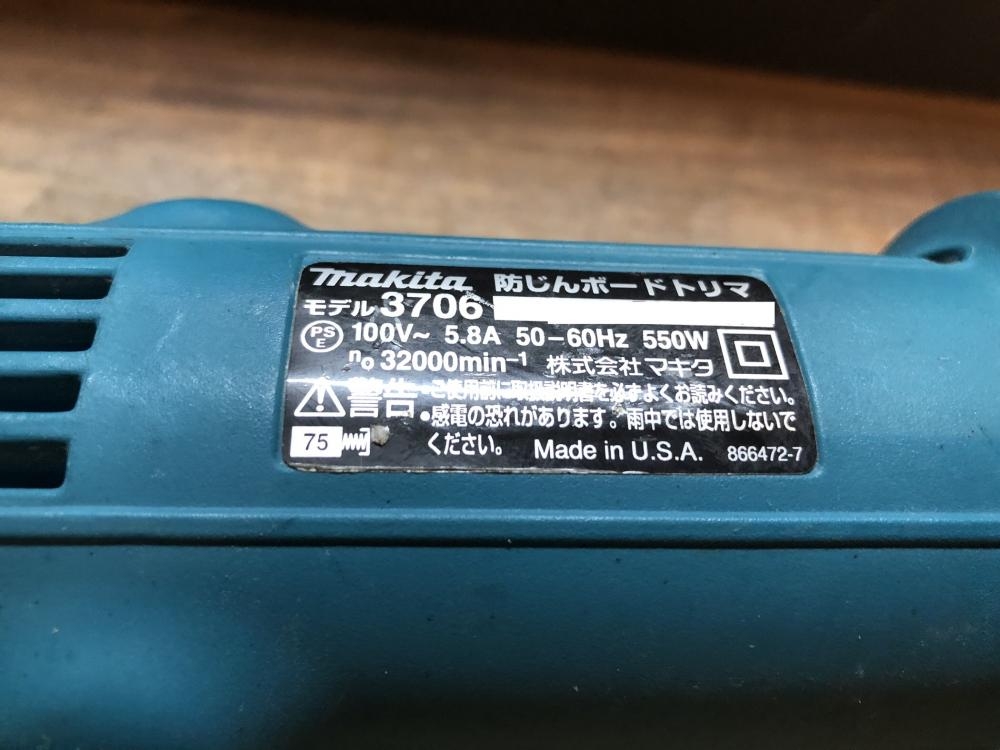 makita 防じんボードトリマ
モデル 3706
PS E 100V~ 5.8A 50-60Hz 550W
n₀ 32000min⁻¹ 株式会社 マキタ
警告 •ご使用前に取扱説明書を必ずよくお読みください。
•感電の恐れがあります。雨中では使用しないで
ください。
75 Made in U.S.A. 866472-7